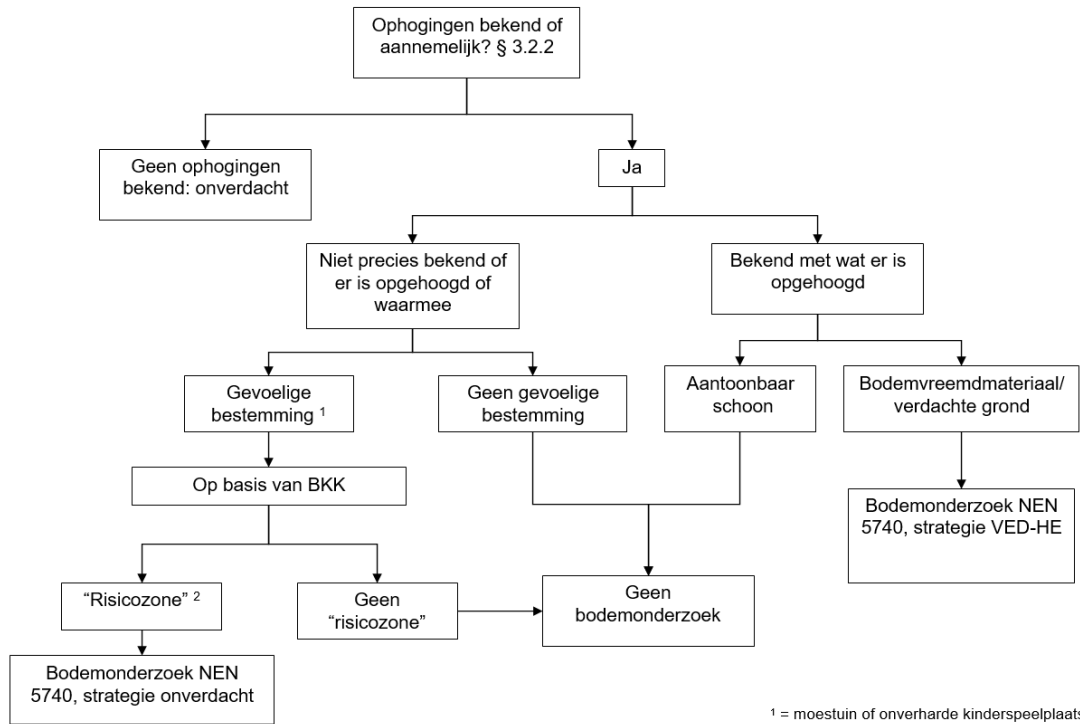 Ophogingen bekend of
aannemelijk? § 3.2.2
Geen ophogingen
bekend: onverdacht
Ja
Niet precies bekend of
er is opgehoogd of
waarmee
Bekend met wat er is
opgehoogd
Gevoelige
bestemming ¹
Geen gevoelige
bestemming
Aantoonbaar
schoon
Bodemvreemdmateriaal/
verdachte grond
Op basis van BKK
Bodemonderzoek NEN
5740, strategie VED-HE
“Risicozone” ²
Geen
“risicozone”
Geen
bodemonderzoek
Bodemonderzoek NEN
5740, strategie onverdacht
¹ = moestuin of onverharde kinderspeelplaats